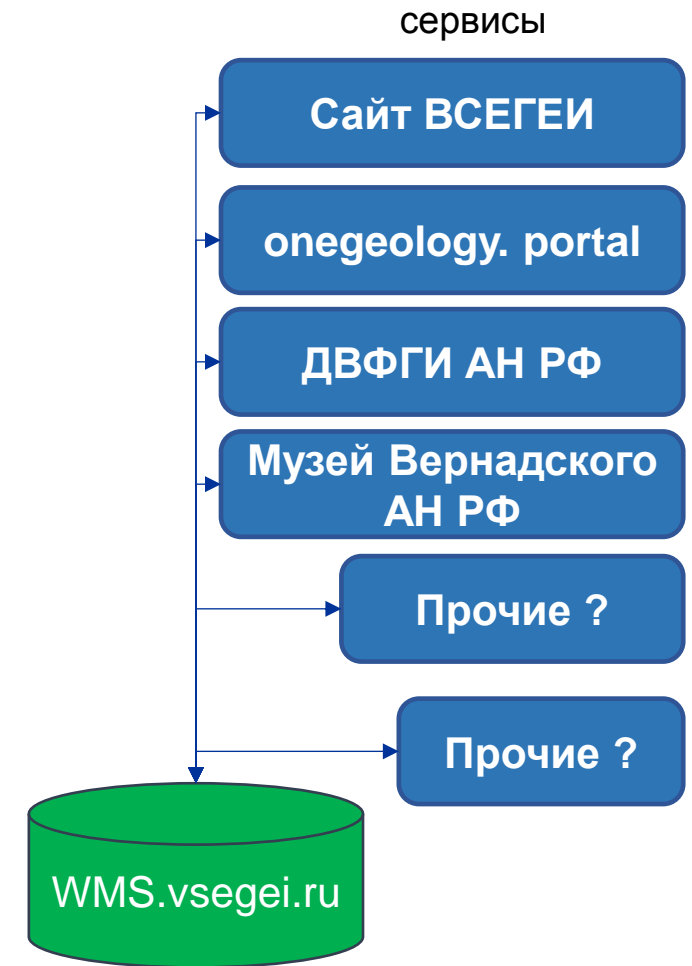 сервисы
Сайт ВСЕГЕИ
onegeology. portal
ДВФГИ АН РФ
Музей Вернадского
АН РФ
Прочие ?
Прочие ?
WMS.vsegei.ru